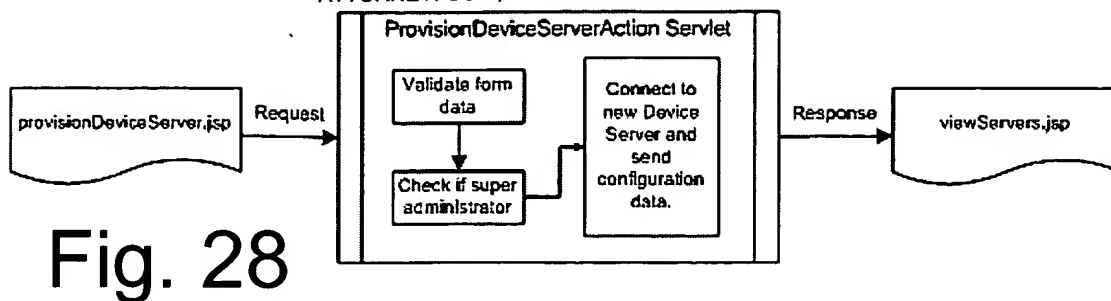 ProvisionDeviceServerAction Servlet
provisionDeviceServer.jsp
Request
Validate form
data
Check if super
administrator
Connect to
new Device
Server and
send
configuration
data.
Response
viewServers.jsp
Fig. 28